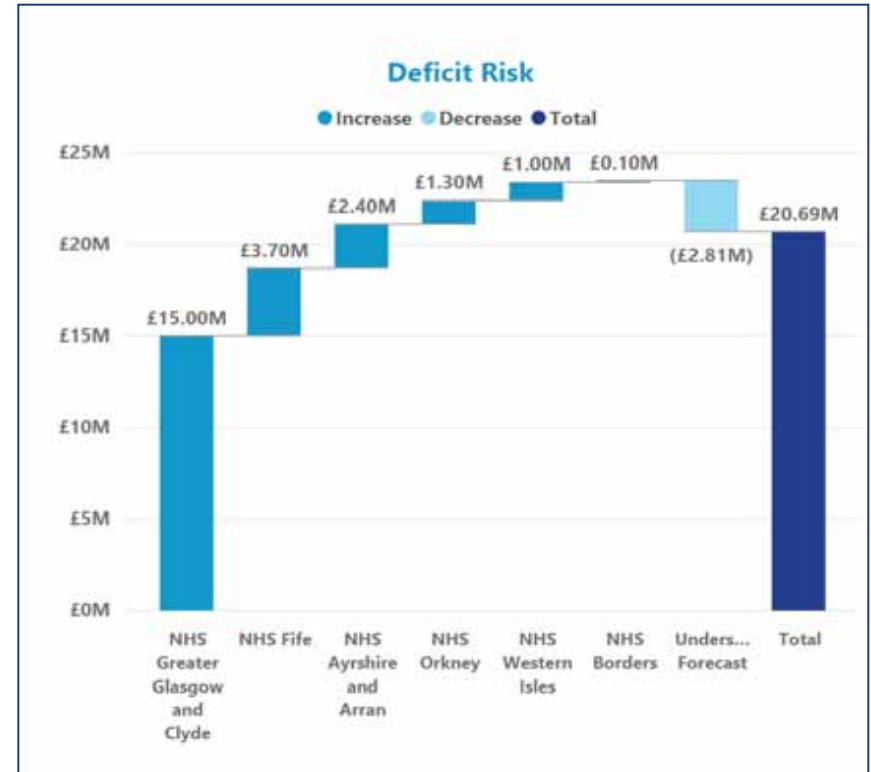 Deficit Risk
Increase Decrease Total
£25M
£20M
£15M
£10M
£5M
£0M
£15.00M
£3.70M
£2.40M
£1.30M
£1.00M
£0.10M
(£2.81M)
£20.69M
NHS
Greater
Glasgow
and
Clyde
NHS Fife
NHS
Ayrshire
and
Arran
NHS
Orkney
NHS
Western
Isles
NHS
Borders
Unders...
Forecast
Total